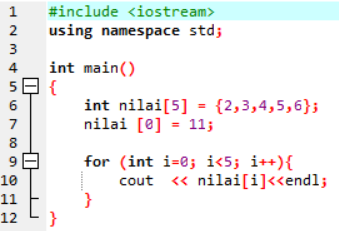 1 #include <iostream>
2 using namespace std;
3
4 int main()
5 {
6 int nilai[5] = {2,3,4,5,6};
7 nilai [0] = 11;
8
9 for (int i=0; i<5; i++){
10 cout  << nilai[i]<<endl;
11 }
12 }